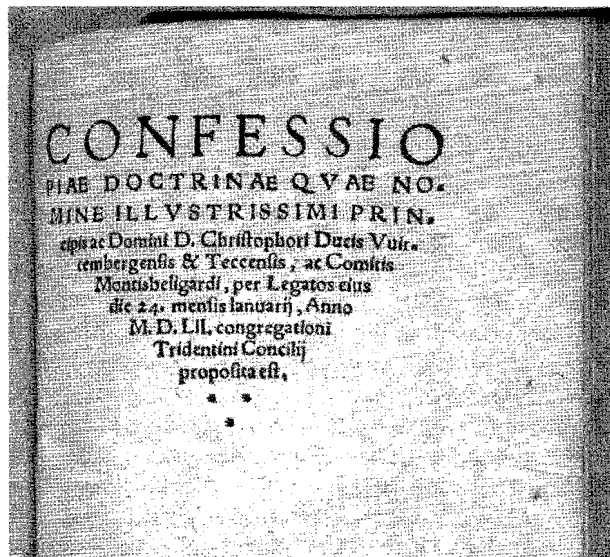 CONFESSIO
PIAE DOCTRINAE QVAE NO-
MINE ILLVSTRISSIMI PRIN-
cipis ac Domini D. Chriſtophori Ducis Vuir-
tembergenſis & Teccenſis, ac Comitis
Montisbeligardi, per Legatos eius
die 24. menſis Ianuarij, Anno
M. D. LII. congregationi
Tridentini Concilij
propoſita eſt.